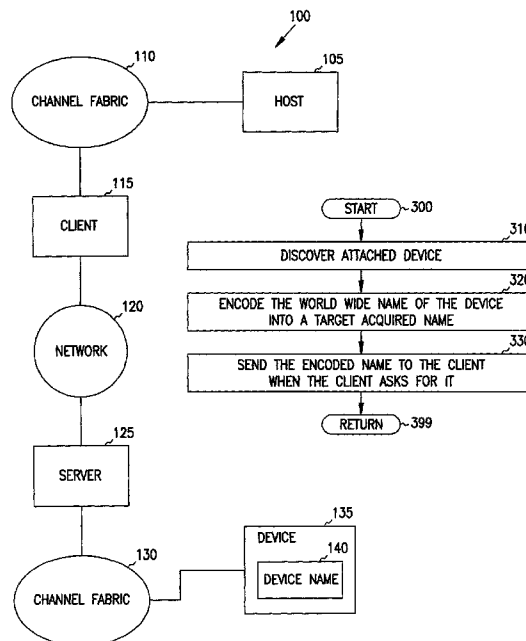 100
110
CHANNEL FABRIC
105
HOST
115
CLIENT
120
NETWORK
125
SERVER
130
CHANNEL FABRIC
135
DEVICE
140
DEVICE NAME
START
300
310
DISCOVER ATTACHED DEVICE
320
ENCODE THE WORLD WIDE NAME OF THE DEVICE
INTO A TARGET ACQUIRED NAME
330
SEND THE ENCODED NAME TO THE CLIENT
WHEN THE CLIENT ASKS FOR IT
RETURN
399